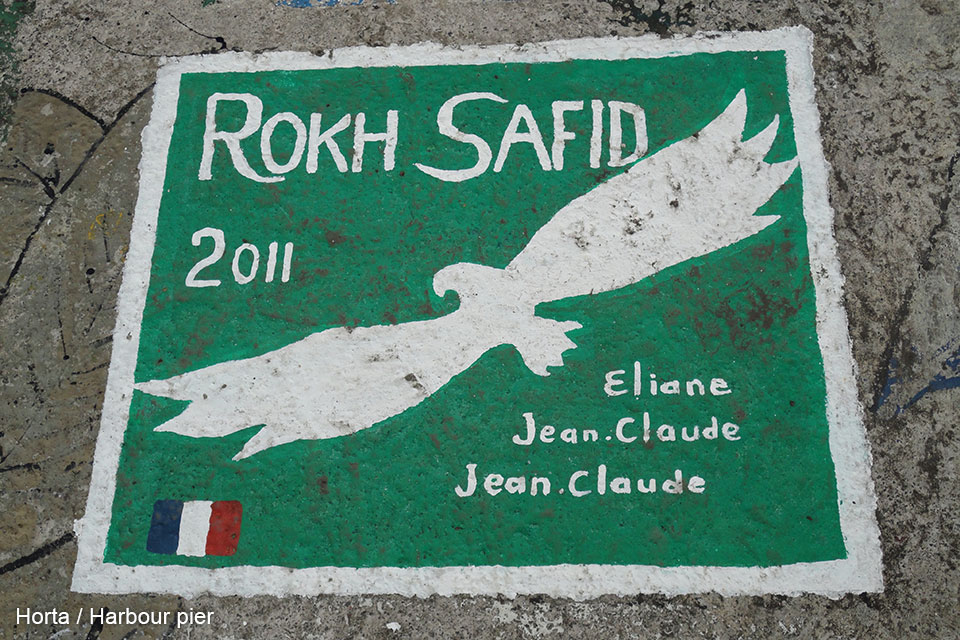 ROKH SAFID
2011
Eliane
Jean.Claude
Jean.Claude
Horta / Harbour pier